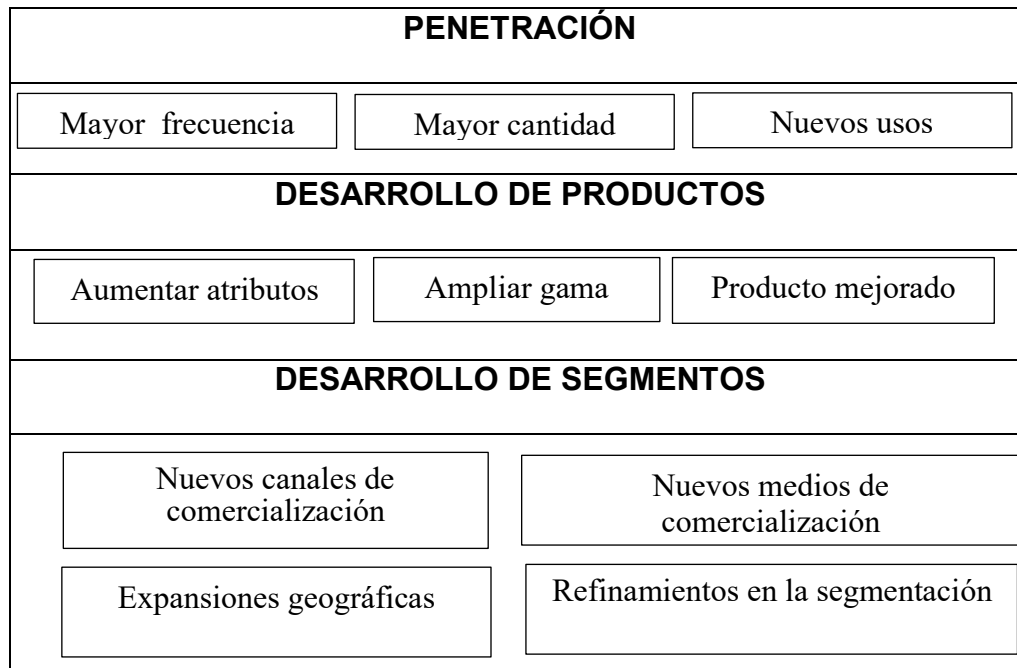 PENETRACIÓN
Mayor frecuencia
Mayor cantidad
Nuevos usos
DESARROLLO DE PRODUCTOS
Aumentar atributos
Ampliar gama
Producto mejorado
DESARROLLO DE SEGMENTOS
Nuevos canales de
comercialización
Nuevos medios de
comercialización
Expansiones geográficas
Refinamientos en la segmentación